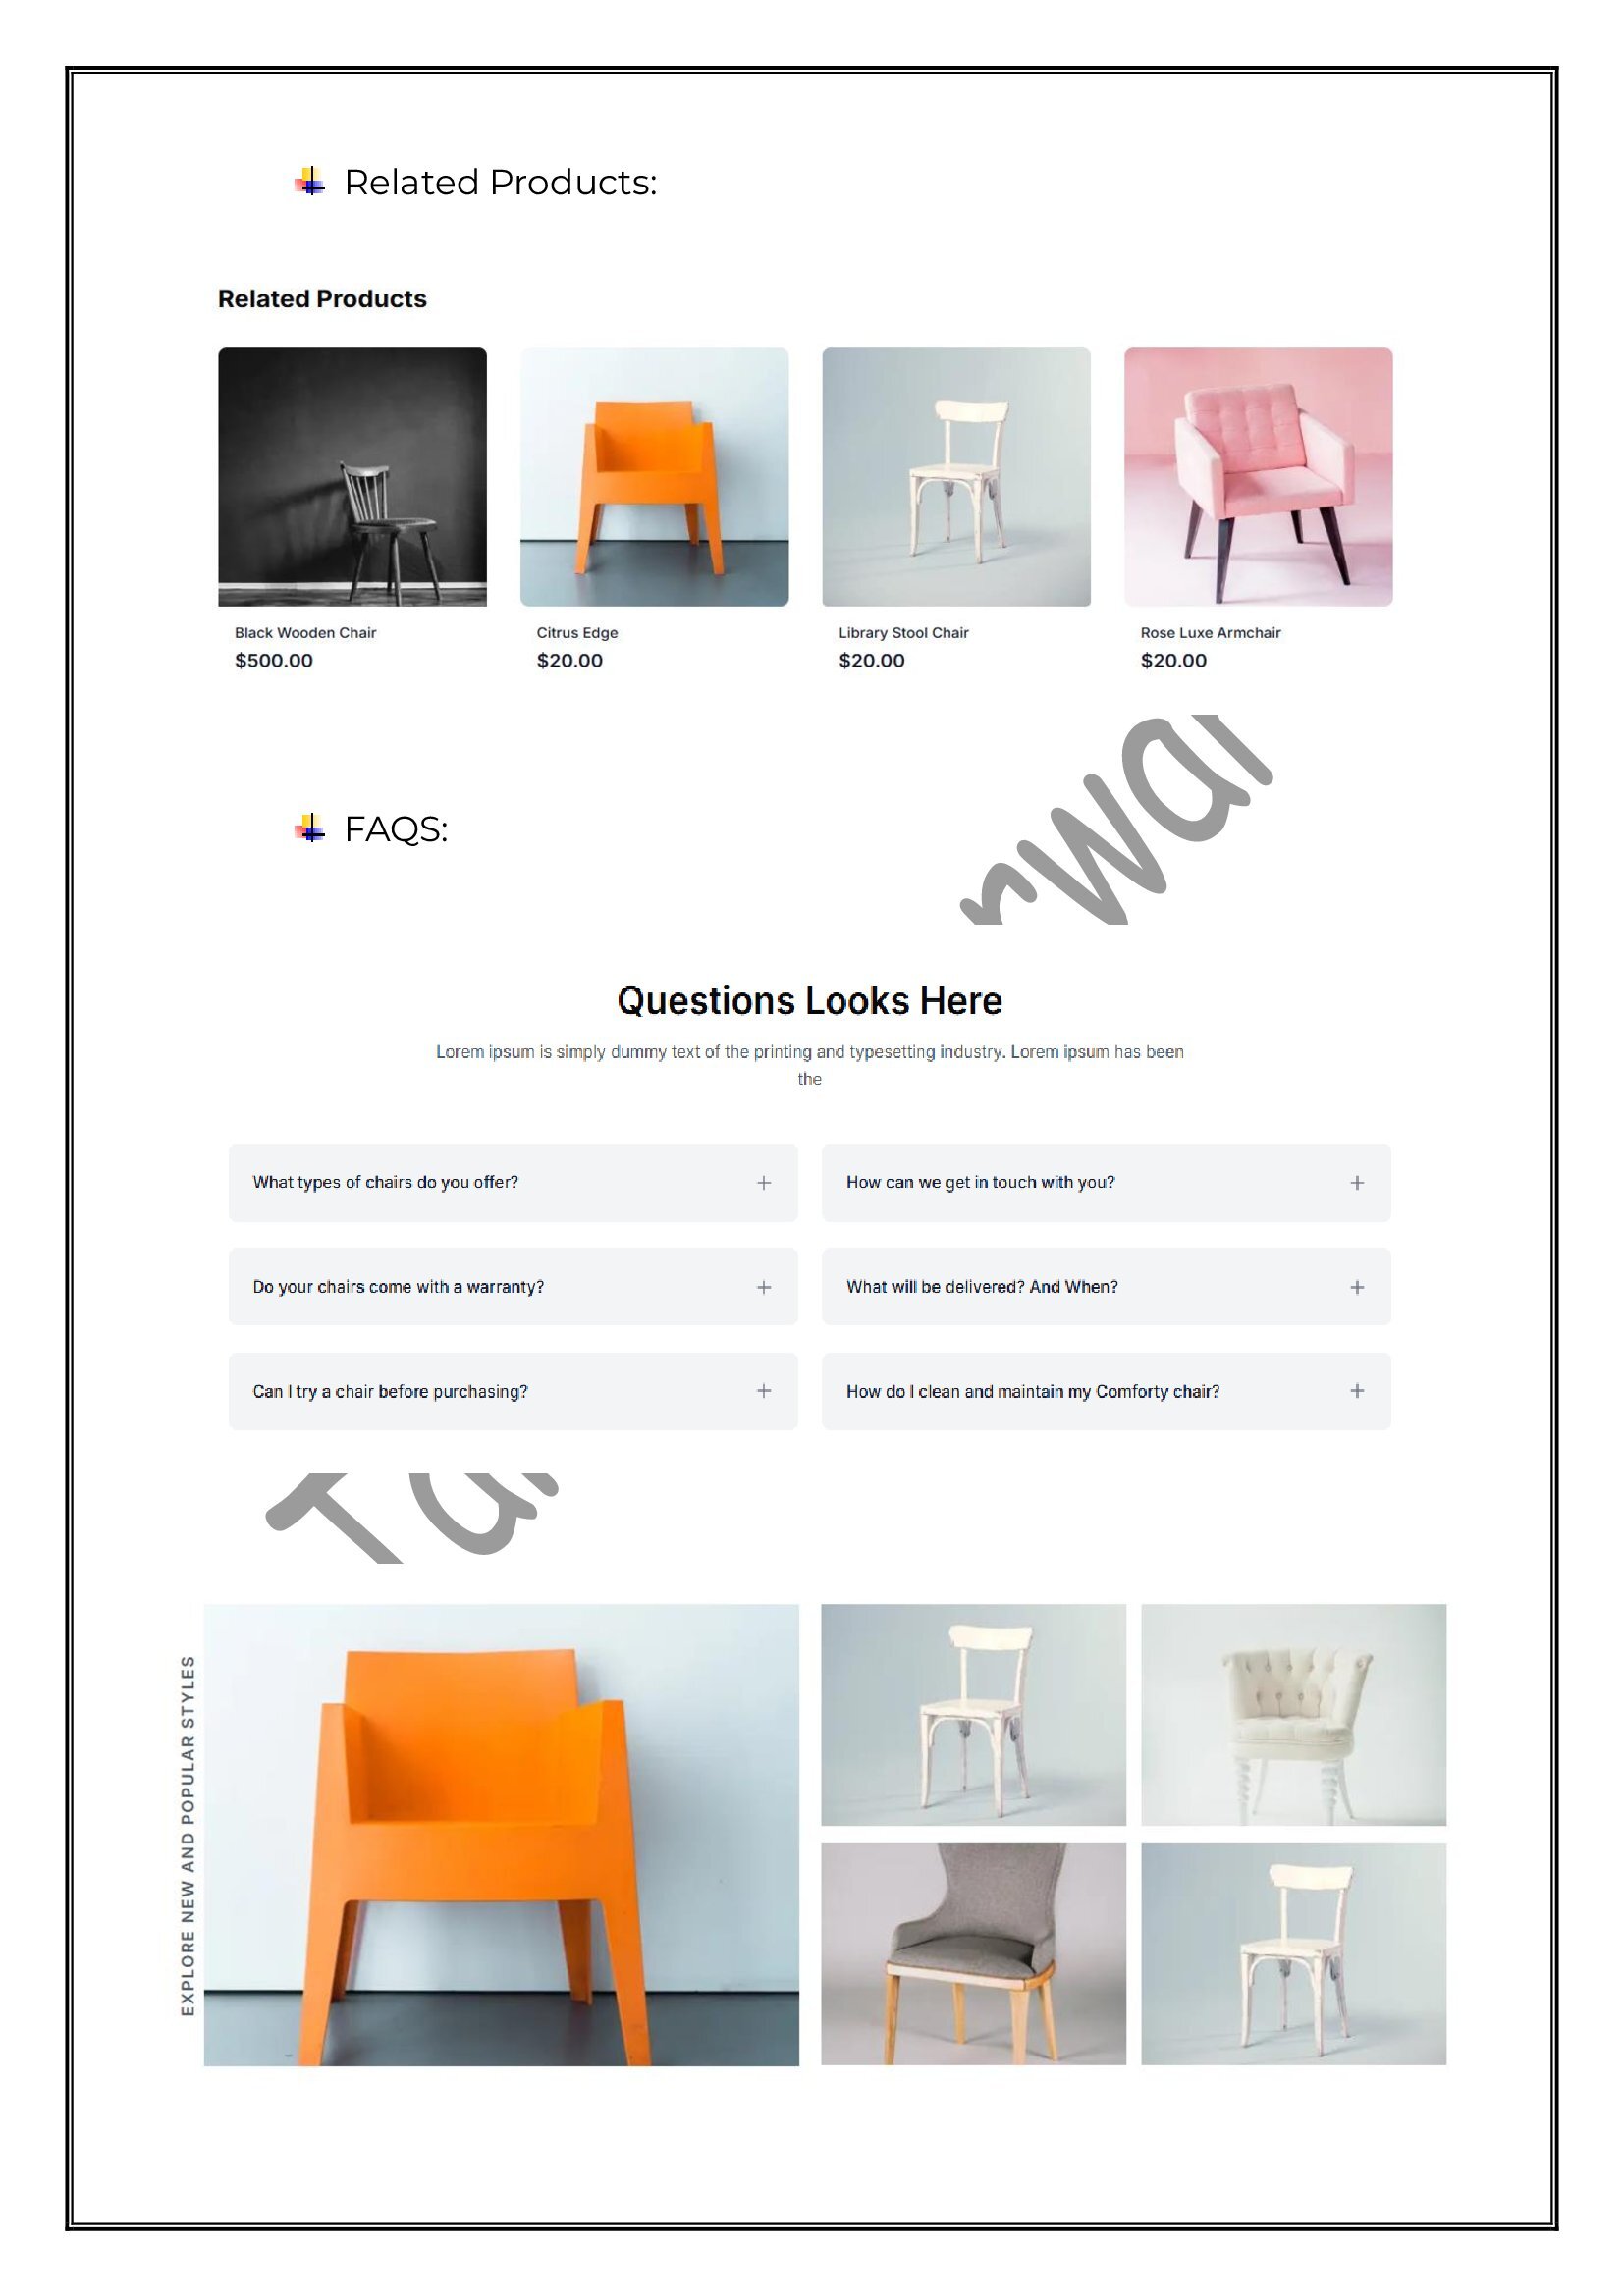 Related Products:
Related Products
Black Wooden Chair
$500.00
Citrus Edge
$20.00
Library Stool Chair
$20.00
Rose Luxe Armchair
$20.00
FAQS:
Questions Looks Here
Lorem ipsum is simply dummy text of the printing and typesetting industry. Lorem ipsum has been
the
What types of chairs do you offer?
How can we get in touch with you?
Do your chairs come with a warranty?
What will be delivered? And When?
Can I try a chair before purchasing?
How do I clean and maintain my Comforty chair?
EXPLORE NEW AND POPULAR STYLES